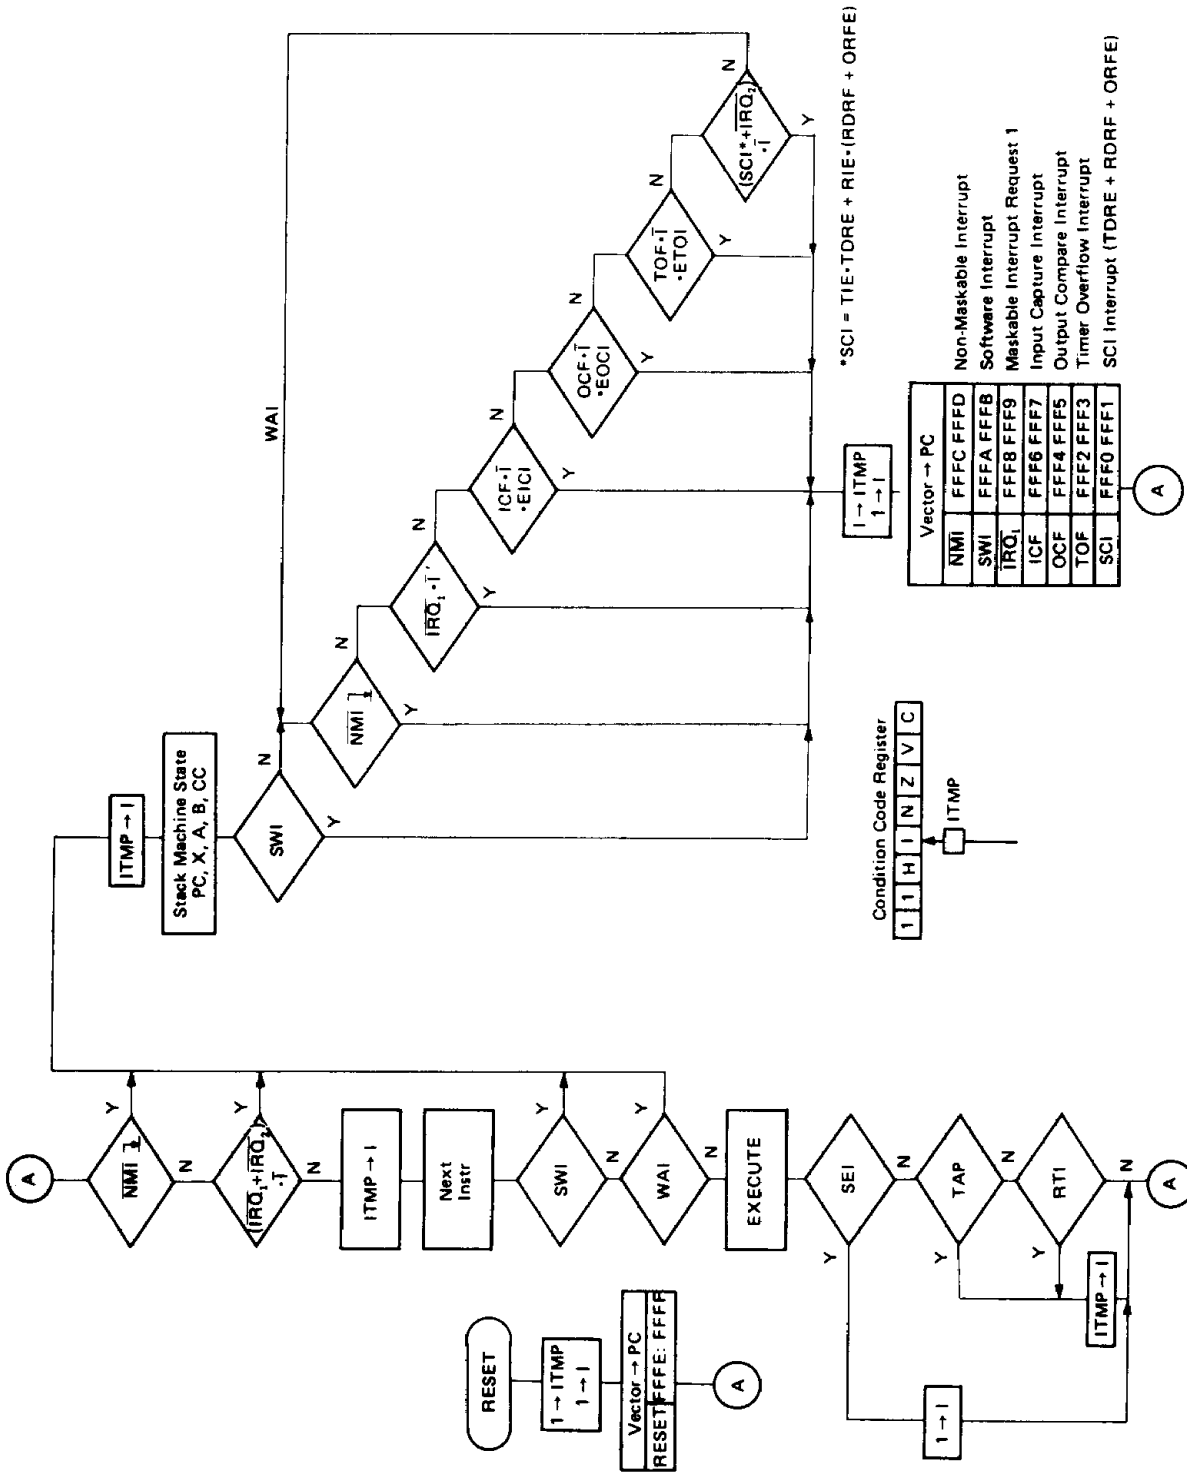 A
NMI
Y
N
(IRQ1+IRQ2)
·I
Y
N
ITMP → I
Next
Instr
SWI
Y
N
WAI
Y
N
EXECUTE
SEI
Y
N
TAP
Y
N
RTI
Y
N
ITMP → I
1 → I
A
RESET
1 → ITMP
1 → I
Vector → PC
RESET FFFE: FFFF
A
ITMP → I
Stack Machine State
PC, X, A, B, CC
SWI
N
Y
WAI
NMI
N
Y
IRQ1·I
N
Y
ICF·I
·EICI
N
Y
OCF·I
·EOCI
N
Y
TOF·I
·ETOI
N
Y
(SCI*+IRQ2)
·I
N
Y
*SCI = TIE·TDRE + RIE·(RDRF + ORFE)
I → ITMP
1 → I
Vector → PC
NMI FFFC FFFD Non-Maskable Interrupt
SWI FFFA FFFB Software Interrupt
IRQ1 FFF8 FFF9 Maskable Interrupt Request 1
ICF FFF6 FFF7 Input Capture Interrupt
OCF FFF4 FFF5 Output Compare Interrupt
TOF FFF2 FFF3 Timer Overflow Interrupt
SCI FFF0 FFF1 SCI Interrupt (TDRE + RDRF + ORFE)
A
Condition Code Register
1 1 H I N Z V C
ITMP